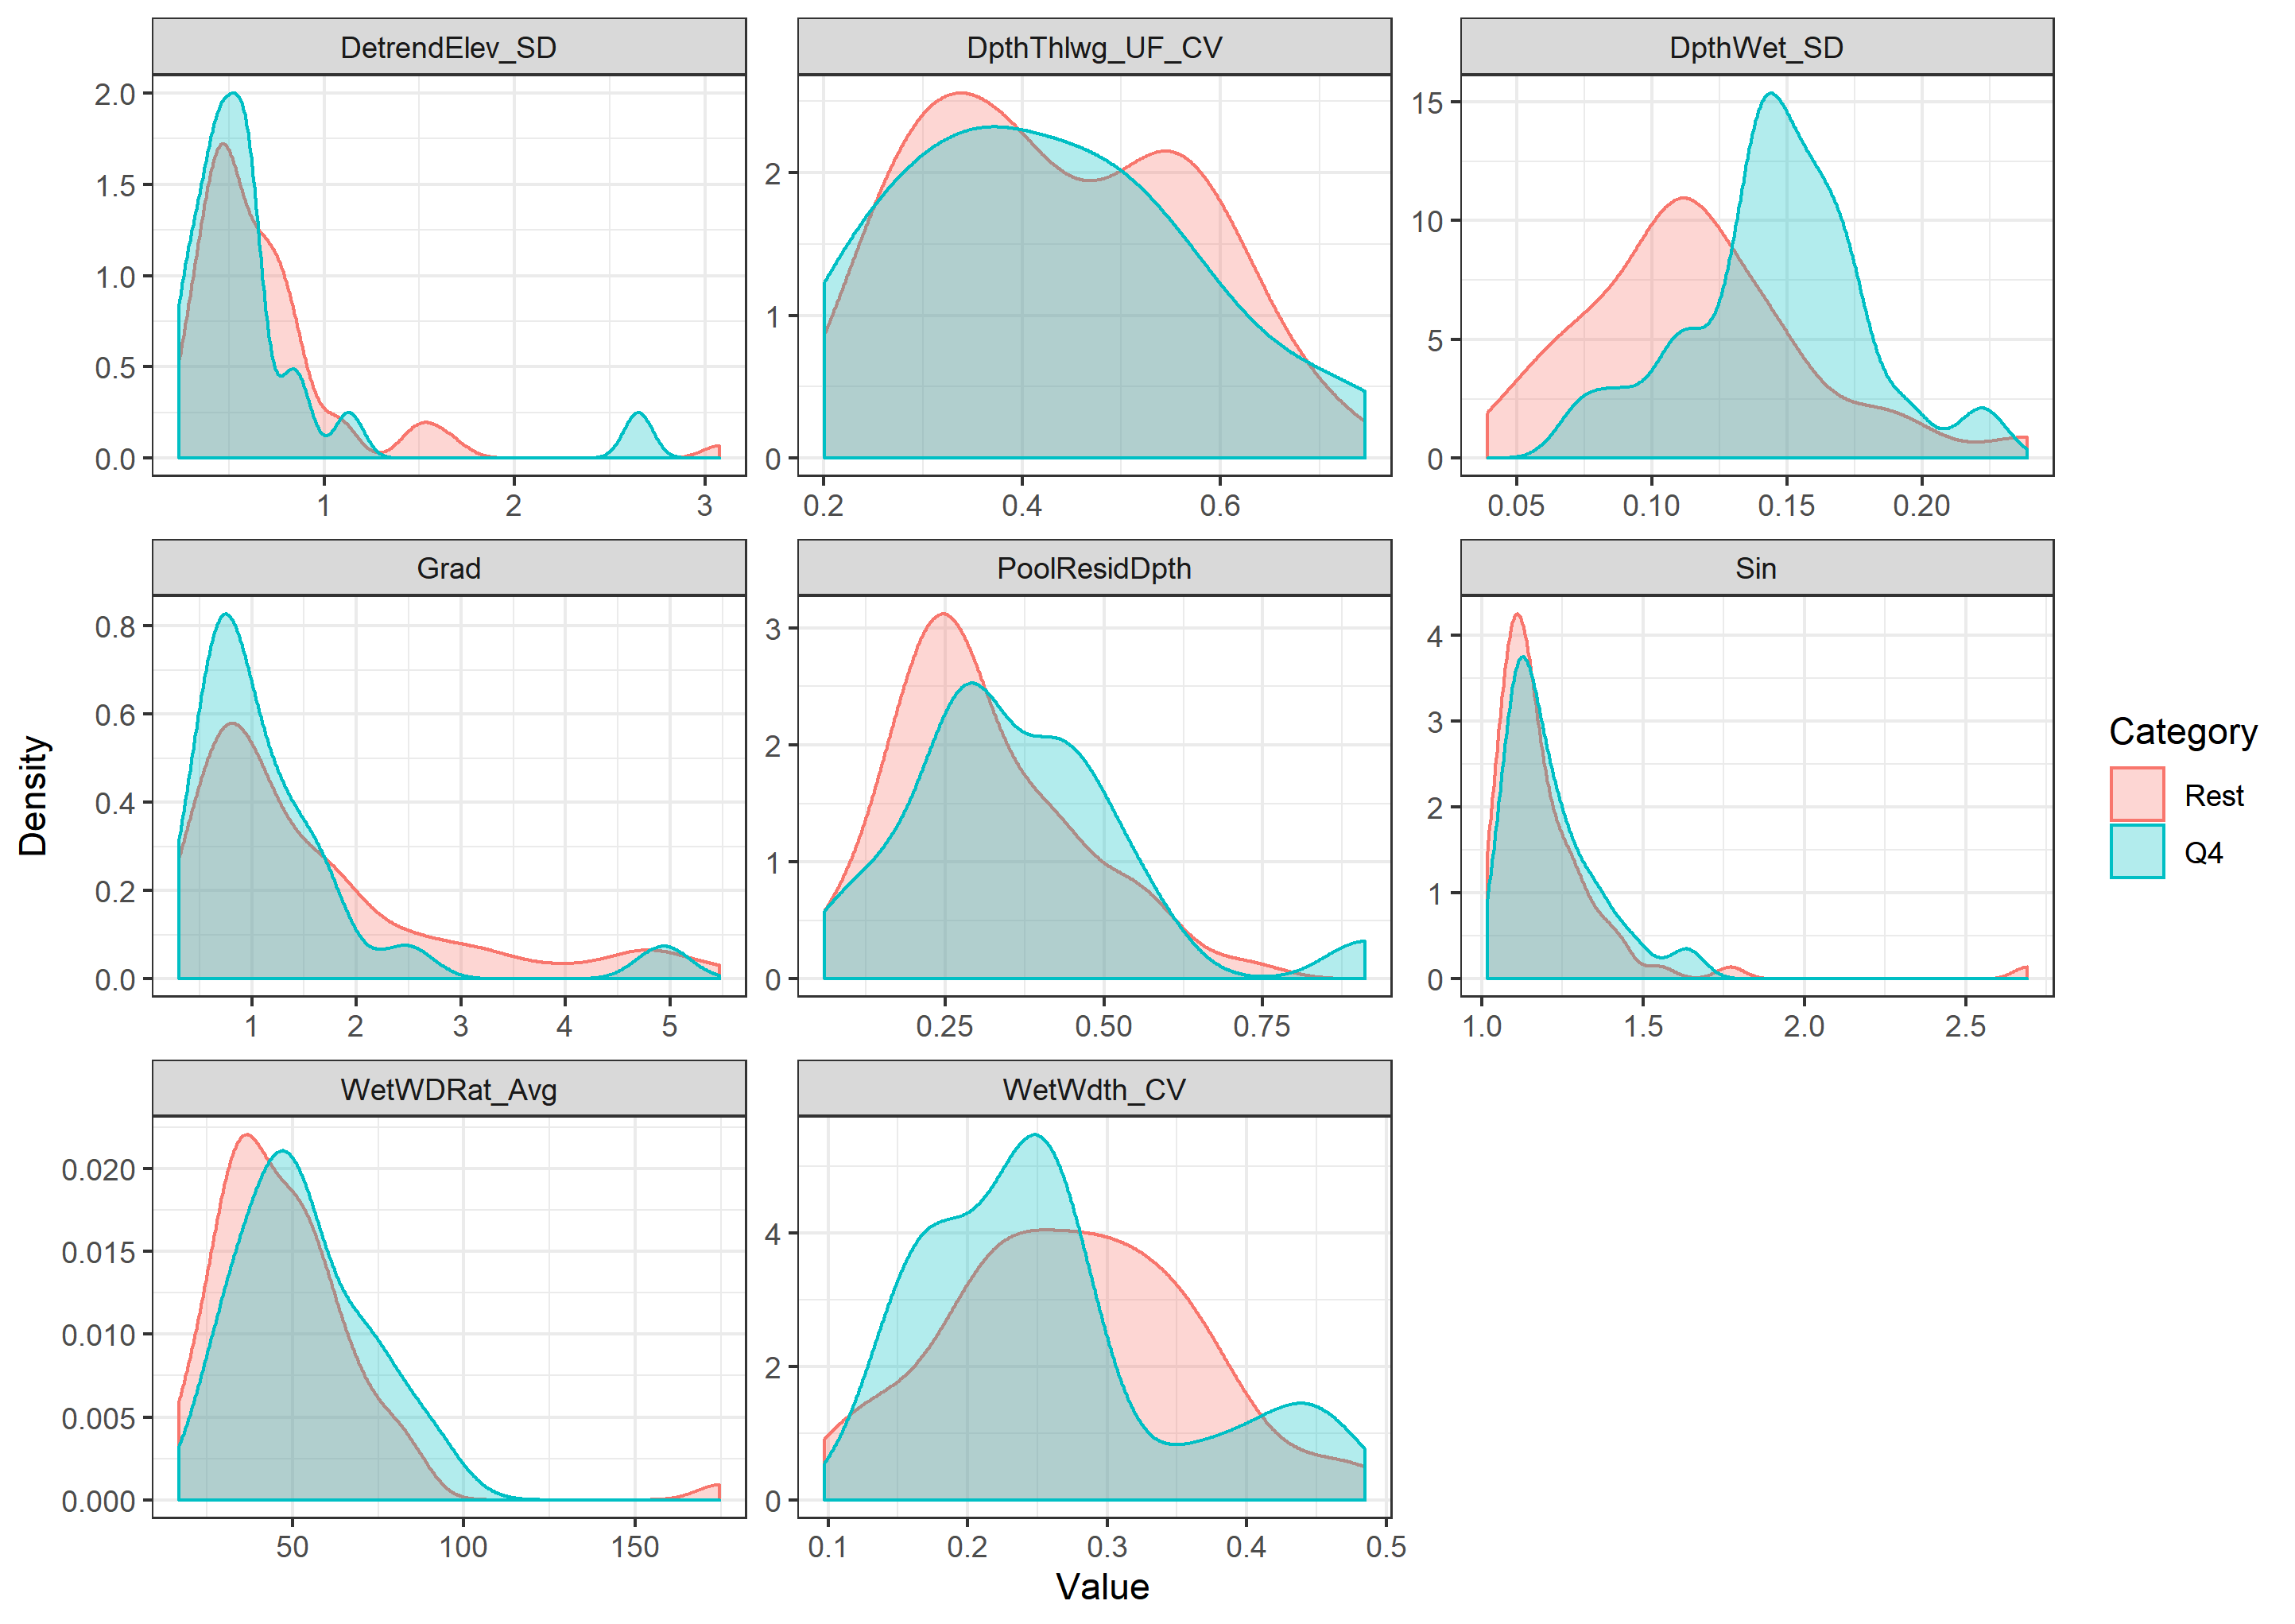 DetrendElev_SD
DpthThlwg_UF_CV
DpthWet_SD
2.0
1.5
1.0
0.5
0.0
1 2 3
2
1
0
0.2 0.4 0.6
15
10
5
0
0.05 0.10 0.15 0.20
Grad
PoolResidDpth
Sin
0.8
0.6
0.4
0.2
0.0
1 2 3 4 5
3
2
1
0
0.25 0.50 0.75
4
3
2
1
0
1.0 1.5 2.0 2.5
WetWDRat_Avg
WetWdth_CV
0.020
0.015
0.010
0.005
0.000
50 100 150
4
2
0
0.1 0.2 0.3 0.4 0.5
Density
Value
Category
Rest
Q4